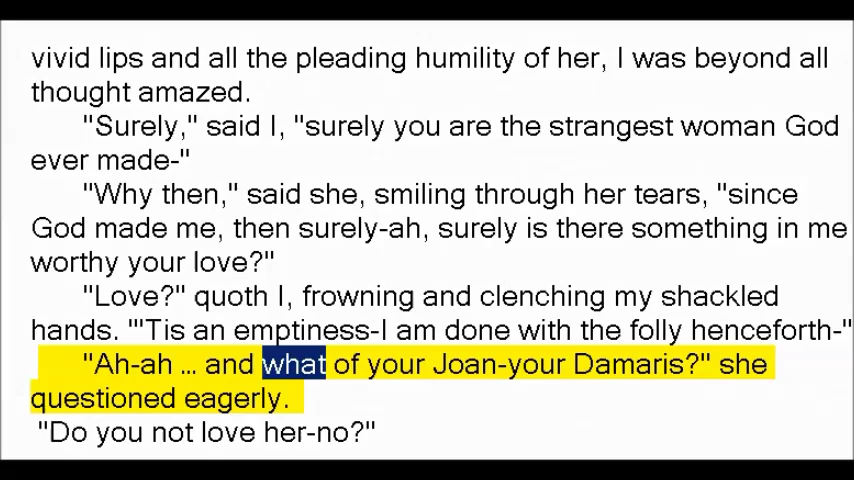 vivid lips and all the pleading humility of her, I was beyond all
thought amazed.
"Surely," said I, "surely you are the strangest woman God
ever made-"
"Why then," said she, smiling through her tears, "since
God made me, then surely-ah, surely is there something in me
worthy your love?"
"Love?" quoth I, frowning and clenching my shackled
hands. "'Tis an emptiness-I am done with the folly henceforth-"
"Ah-ah ... and what of your Joan-your Damaris?" she
questioned eagerly.
"Do you not love her-no?"